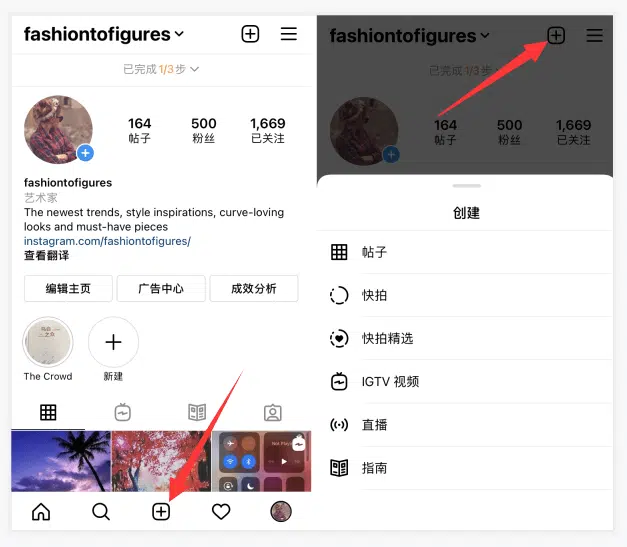 fashiontofigures
已完成 1/3 步
164 500 1,669
帖子 粉丝 已关注
fashiontofigures
艺术家
The newest trends, style inspirations, curve-loving
looks and must-have pieces
instagram.com/fashiontofigures/
查看翻译
编辑主页 广告中心 成效分析
The Crowd 新建
fashiontofigures
已完成 1/3 步
164 500 1,669
帖子 粉丝 已关注
创建
帖子
快拍
快拍精选
IGTV 视频
直播
指南